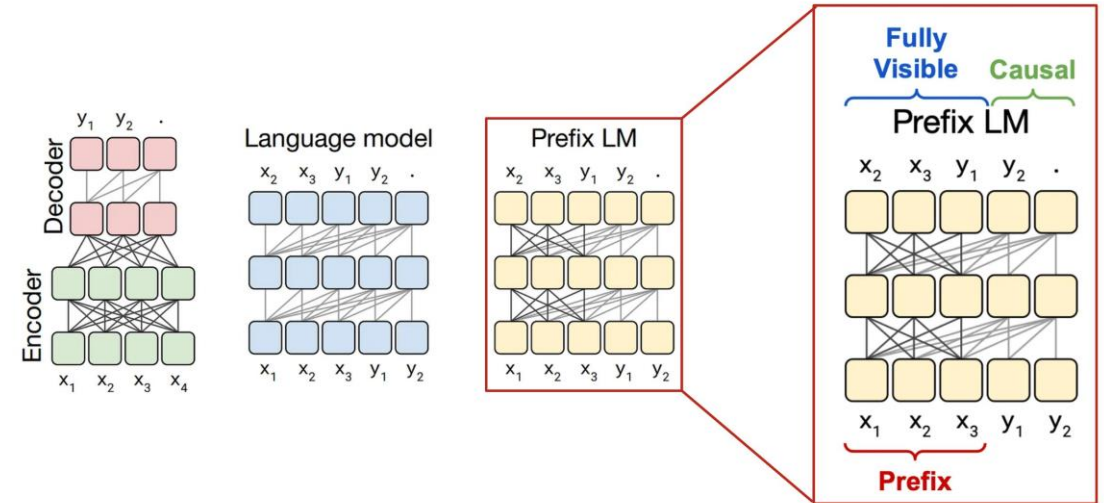 y₁ y₂ .
Decoder
Encoder
x₁ x₂ x₃ x₄
Language model
x₂ x₃ y₁ y₂ .
x₁ x₂ x₃ y₁ y₂
Prefix LM
x₂ x₃ y₁ y₂ .
x₁ x₂ x₃ y₁ y₂
Fully
Visible
Causal
Prefix LM
x₂ x₃ y₁ y₂ .
x₁ x₂ x₃ y₁ y₂
Prefix